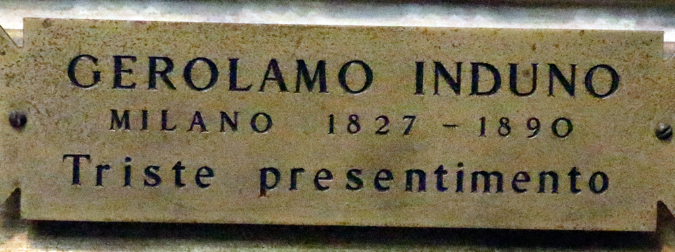 GEROLAMO INDUNO
MILANO 1827 - 1890
Triste presentimento